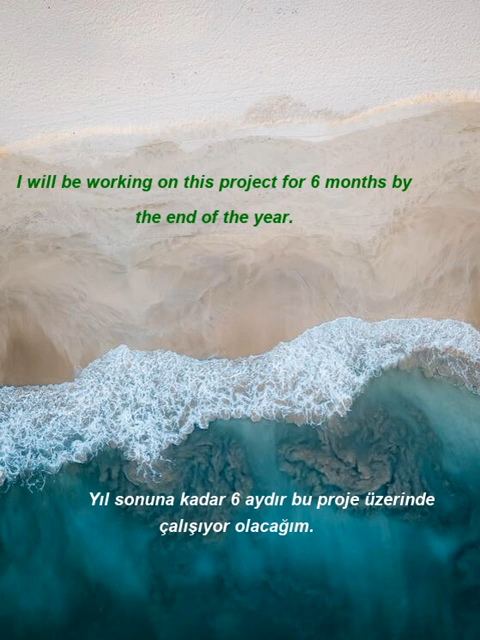 I will be working on this project for 6 months by
the end of the year.
Yıl sonuna kadar 6 aydır bu proje üzerinde
çalışıyor olacağım.